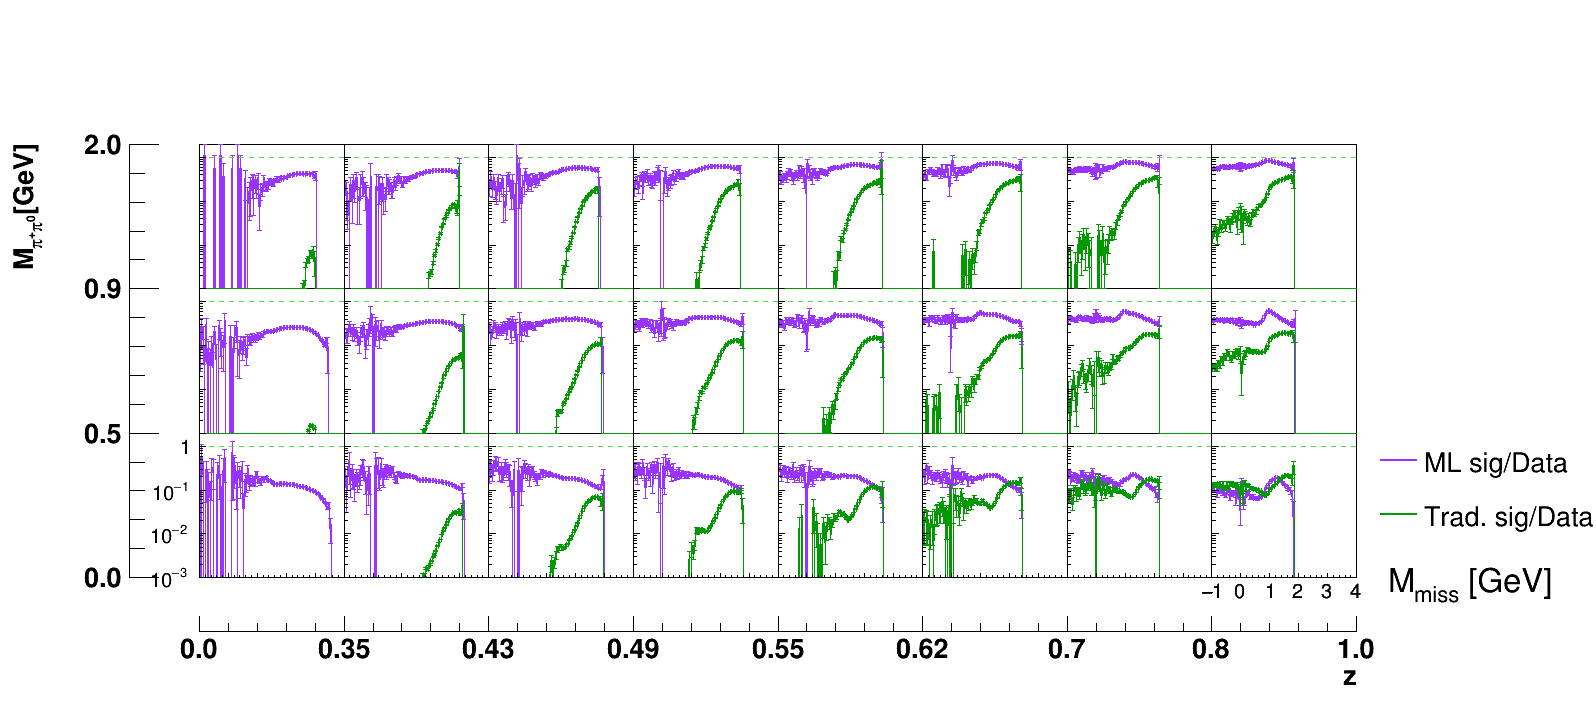 M_{π⁺π⁰}[GeV]
2.0
0.9
0.5
0.0
1
10⁻¹
10⁻²
10⁻³
ML sig/Data
Trad. sig/Data
−1 0 1 2 3 4
M_{miss} [GeV]
0.0 0.35 0.43 0.49 0.55 0.62 0.7 0.8 1.0
z